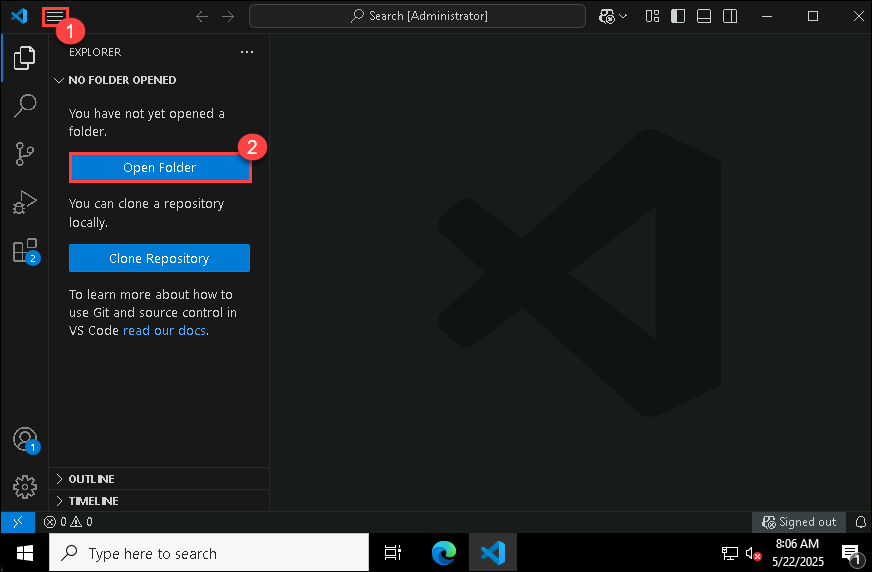 1
Search [Administrator]
EXPLORER
NO FOLDER OPENED
You have not yet opened a
folder.
2
Open Folder
You can clone a repository
locally.
Clone Repository
2
To learn more about how to
use Git and source control in
VS Code read our docs.
1
OUTLINE
TIMELINE
0 0
Signed out
Type here to search
8:06 AM
5/22/2025
1